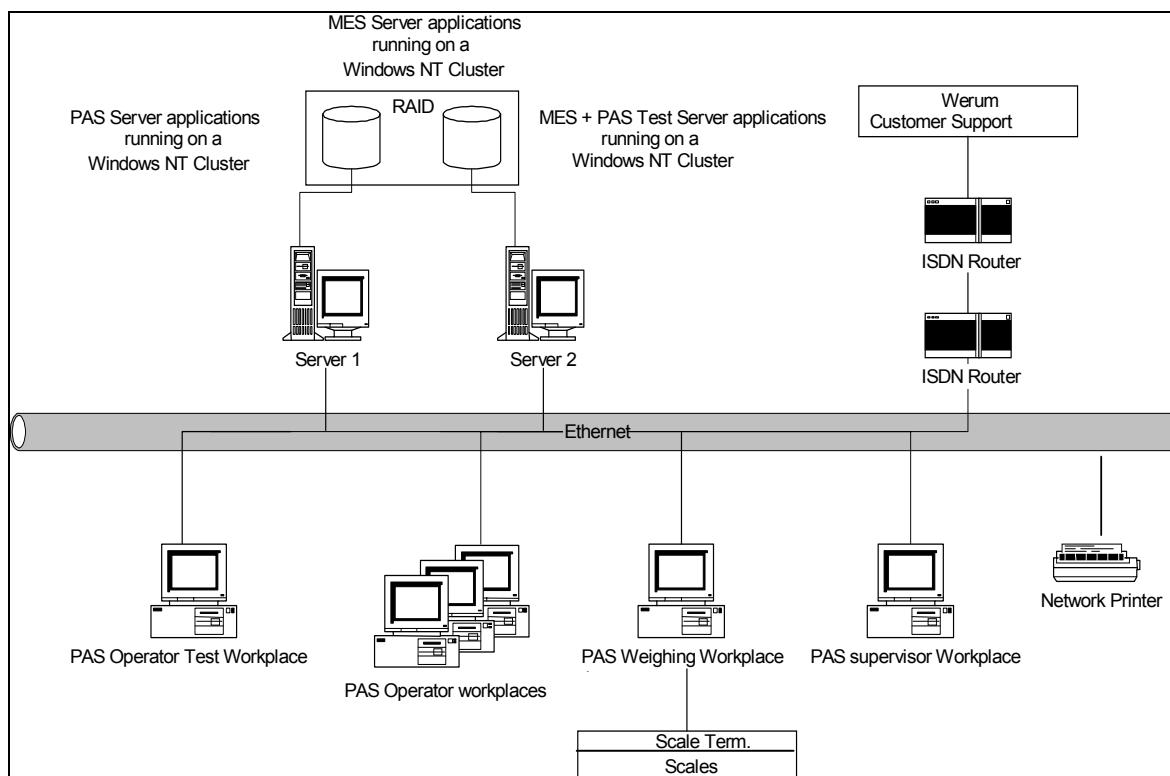 MES Server applications
running on a
Windows NT Cluster
RAID
PAS Server applications
running on a
Windows NT Cluster
MES + PAS Test Server applications
running on a
Windows NT Cluster
Werum
Customer Support
ISDN Router
ISDN Router
Server 1
Server 2
Ethernet
PAS Operator Test Workplace
PAS Operator workplaces
PAS Weighing Workplace
PAS supervisor Workplace
Network Printer
Scale Term.
Scales